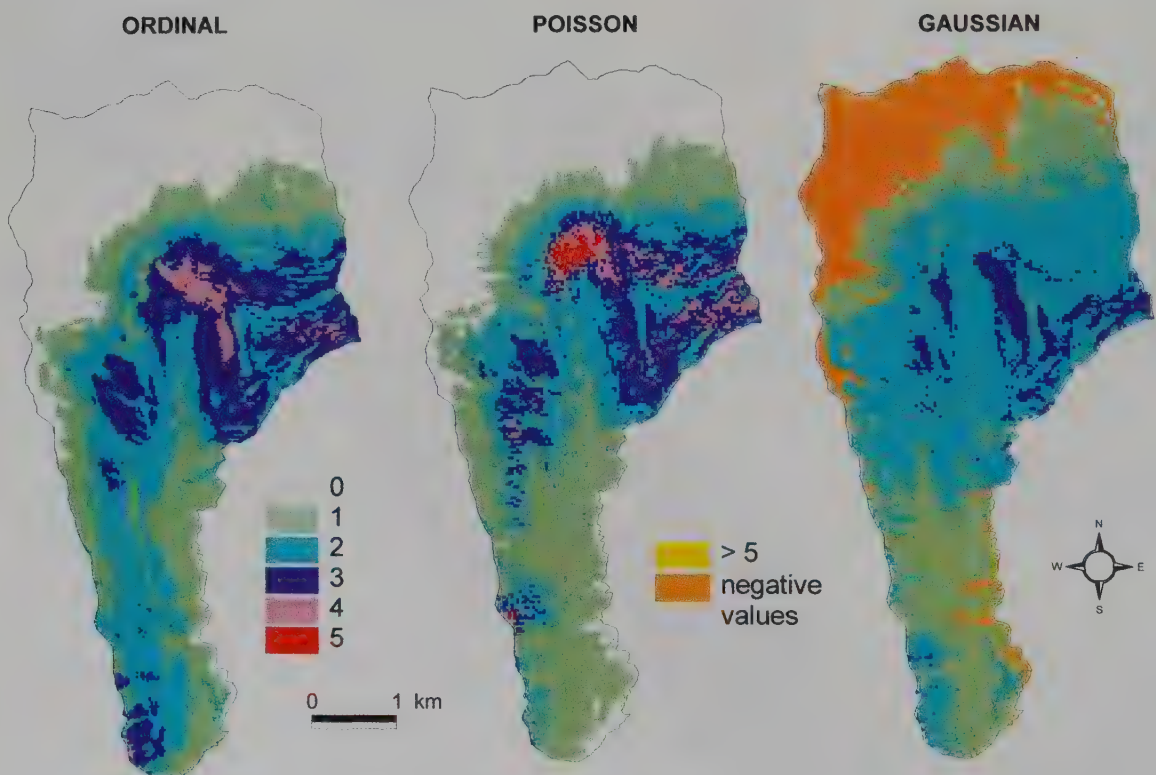 ORDINAL
POISSON
GAUSSIAN
0
1
2
3
4
5
> 5
negative
values
0 1 km
N
W E
S